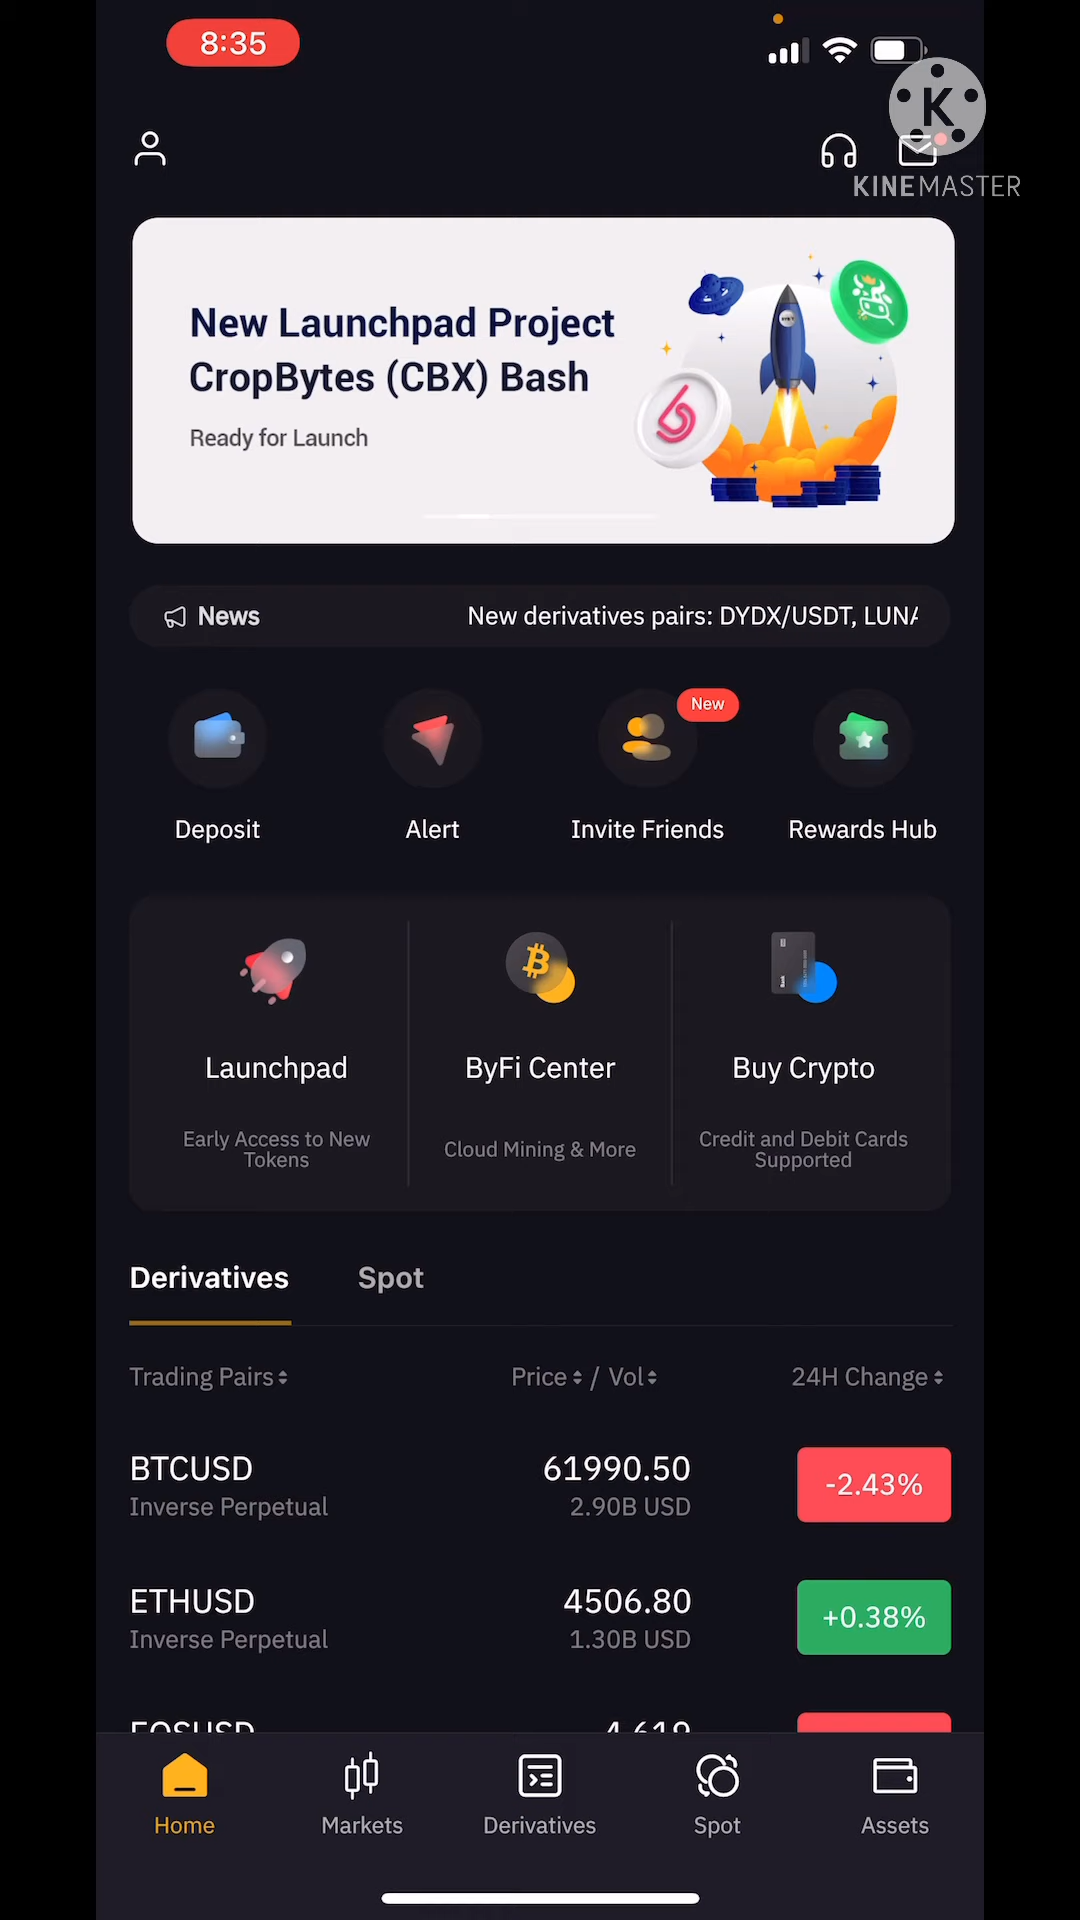 8:35
K
KINEMASTER
New Launchpad Project
CropBytes (CBX) Bash
Ready for Launch
News
New derivatives pairs: DYDX/USDT, LUNA
New
Deposit
Alert
Invite Friends
Rewards Hub
Launchpad
ByFi Center
Buy Crypto
Early Access to New
Tokens
Cloud Mining & More
Credit and Debit Cards
Supported
Derivatives
Spot
Trading Pairs
Price / Vol
24H Change
BTCUSD
61990.50
-2.43%
Inverse Perpetual
2.90B USD
ETHUSD
4506.80
+0.38%
Inverse Perpetual
1.30B USD
EOSUSD
4.619
Home
Markets
Derivatives
Spot
Assets